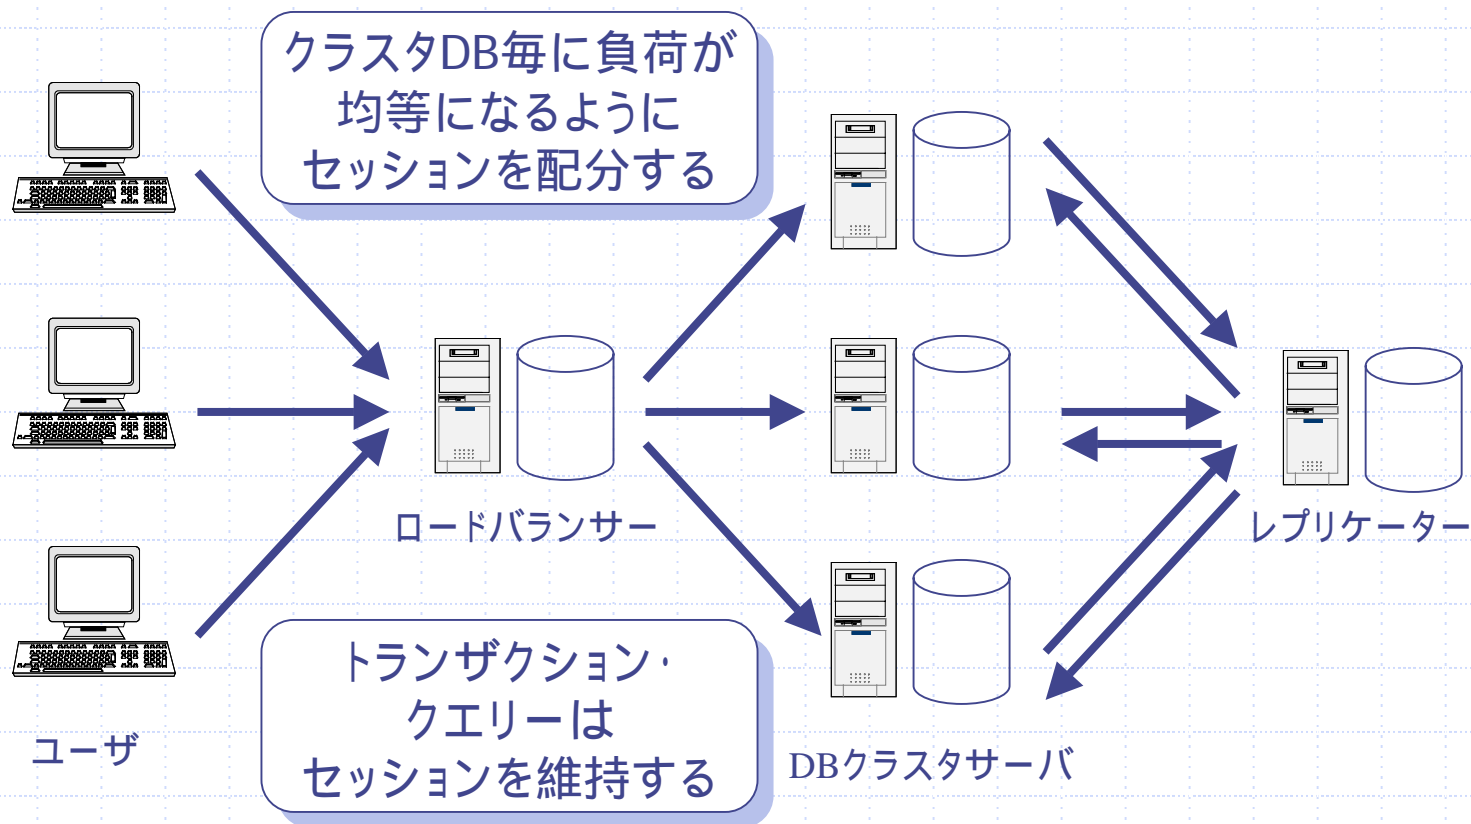 クラスタDB毎に負荷が
均等になるように
セッションを配分する
ロードバランサー
レプリケーター
トランザクション・
クエリーは
セッションを維持する
ユーザ
DBクラスタサーバ